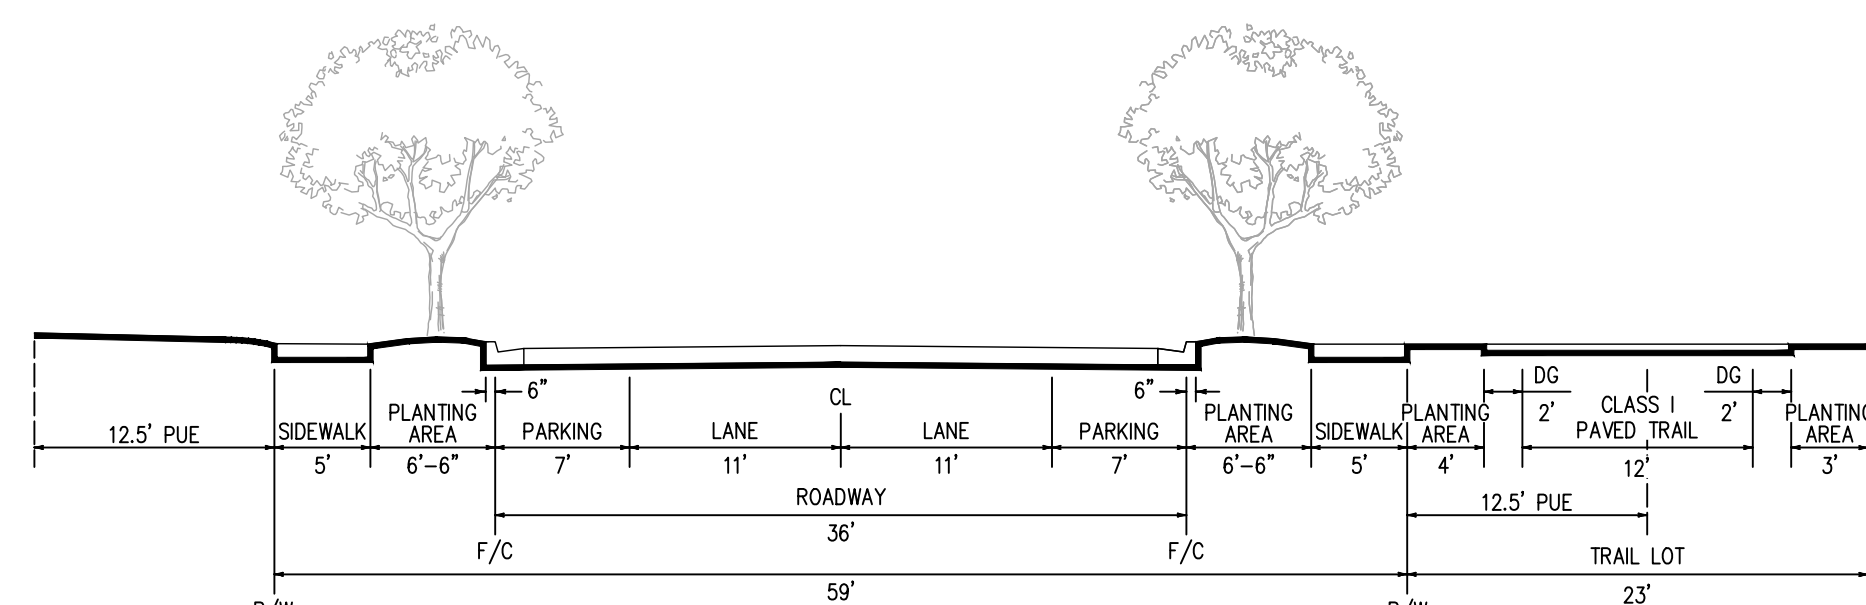 6" 6"
DG DG
2' 2'
CL
CLASS I
PAVED TRAIL
12'
12.5' PUE
SIDEWALK
5'
PLANTING
AREA
6'-6"
PARKING
7'
LANE
11'
LANE
11'
PARKING
7'
PLANTING
AREA
6'-6"
SIDEWALK
5'
PLANTING
AREA
4'
PLANTING
AREA
3'
ROADWAY
36'
12.5' PUE
F/C F/C
TRAIL LOT
59' 23'